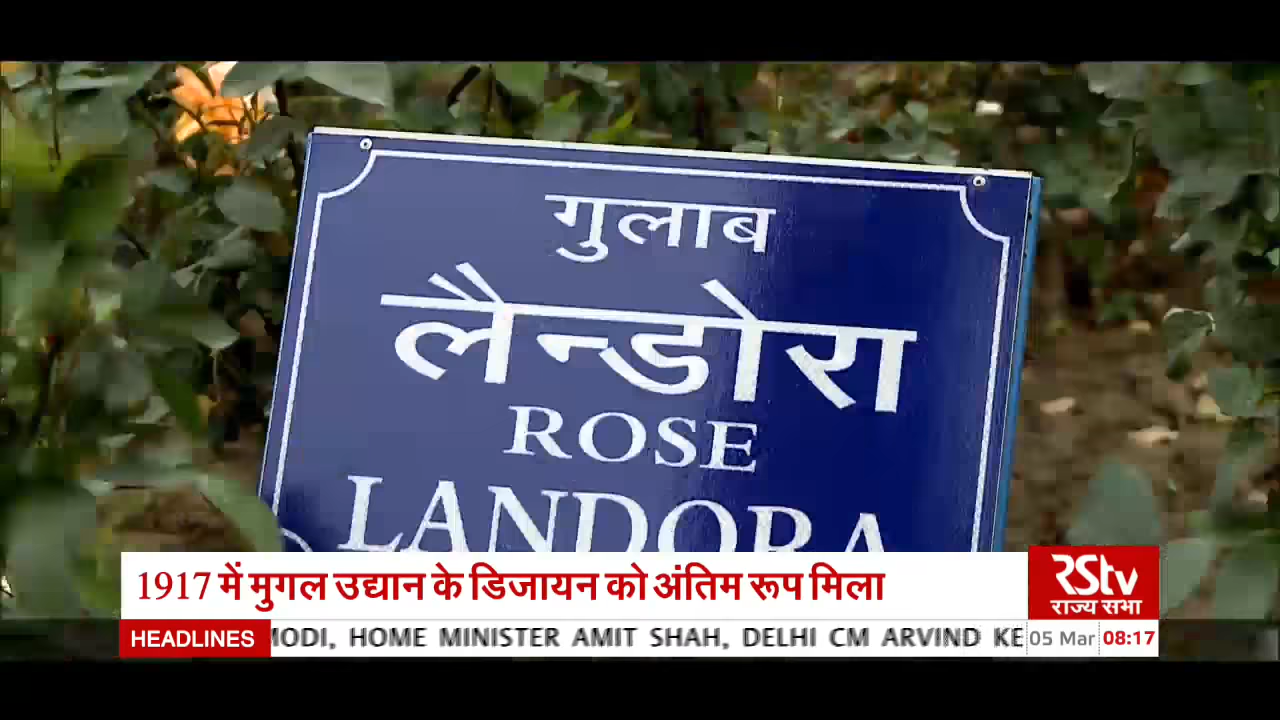 गुलाब
लैन्डोरा
ROSE
LANDORA
1917 में मुगल उद्यान के डिजायन को अंतिम रूप मिला
RStv
राज्य सभा
HEADLINES MODI, HOME MINISTER AMIT SHAH, DELHI CM ARVIND KE 05 Mar 08:17